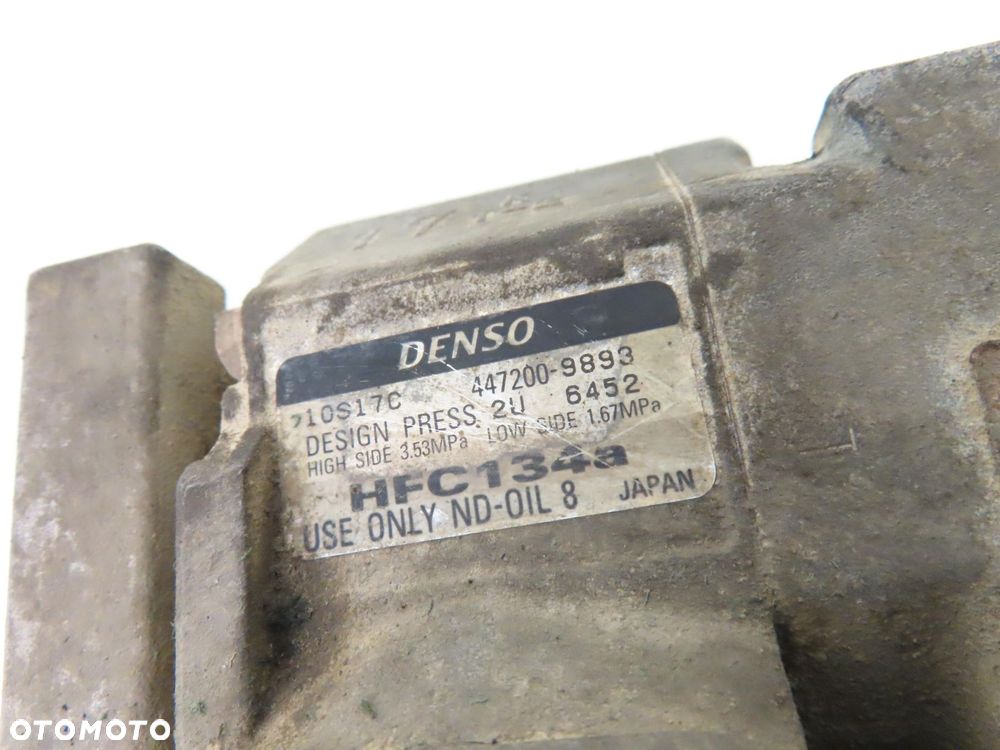 DENSO
10S17C 447200-9893
DESIGN PRESS. 2U 6452
HIGH SIDE 3.53MPa LOW SIDE 1.67MPa
HFC134a
USE ONLY ND-OIL 8 JAPAN
OTOMOTO